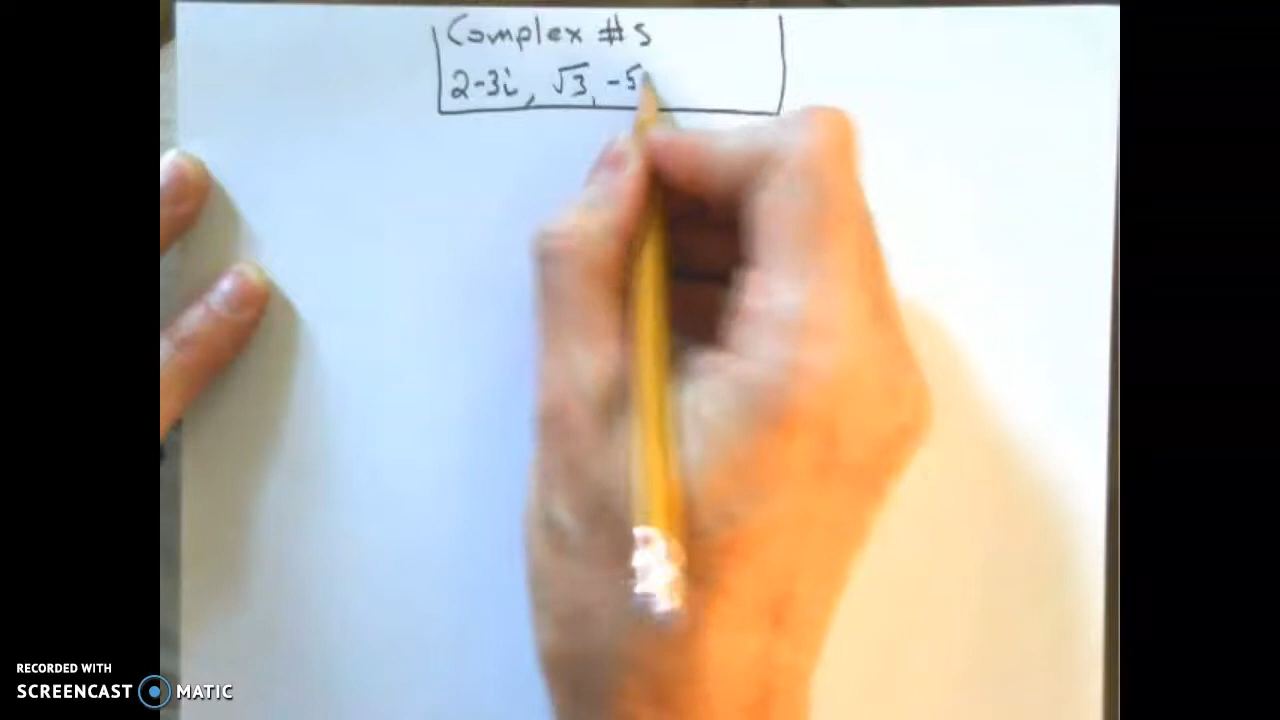 Complex #s
2-3i, √3, -5
RECORDED WITH
SCREENCAST MATIC